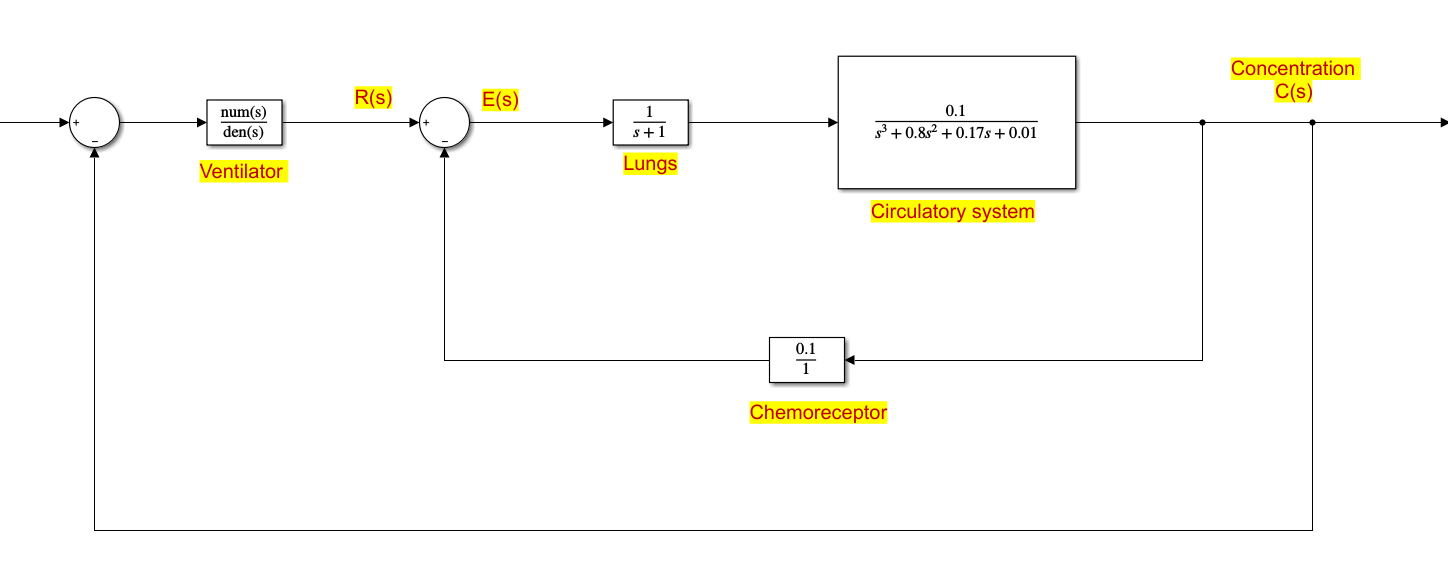 +
−
num(s)
den(s)
Ventilator
R(s)
+
−
E(s)
1
s + 1
Lungs
0.1
s³ + 0.8s² + 0.17s + 0.01
Circulatory system
Concentration
C(s)
0.1
1
Chemoreceptor